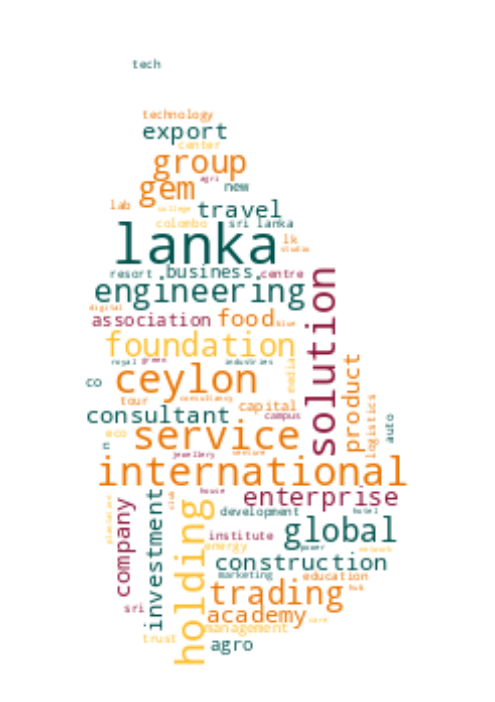 tech
technology
export
center
group
agri
gem
new
lab
college
travel
colombo
sri lanka
lanka
lk
studio
resort
business
centre
engineering
digital
association
food
blue
foundation
solution
royal
green
industries
media
co
ceylon
product
tour
consultancy
capital
logistics
consultant
campus
auto
eco
service
n
jewellery
venture
international
house
enterprise
plantation
company
investment
club
holding
development
hotel
global
institute
energy
power
network
construction
marketing
education
trading
hub
sri
academy
care
management
trust
agro